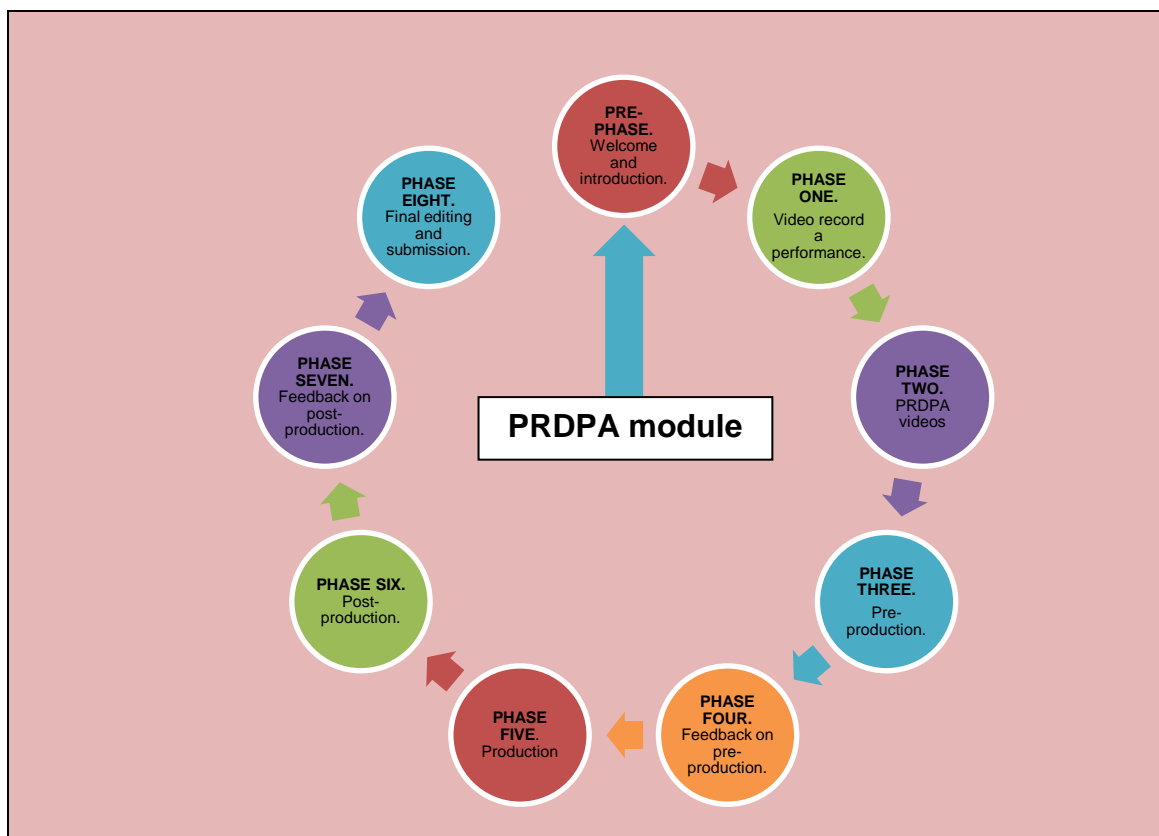 PRE-
PHASE.
Welcome
and
introduction.
PHASE
ONE.
Video record
a
performance.
PHASE
TWO.
PRDPA
videos
PHASE
THREE.
Pre-
production.
PHASE
FOUR.
Feedback on
pre-
production.
PHASE
FIVE.
Production
PHASE SIX.
Post-
production.
PHASE
SEVEN.
Feedback on
post-
production.
PHASE
EIGHT.
Final editing
and
submission.
PRDPA module